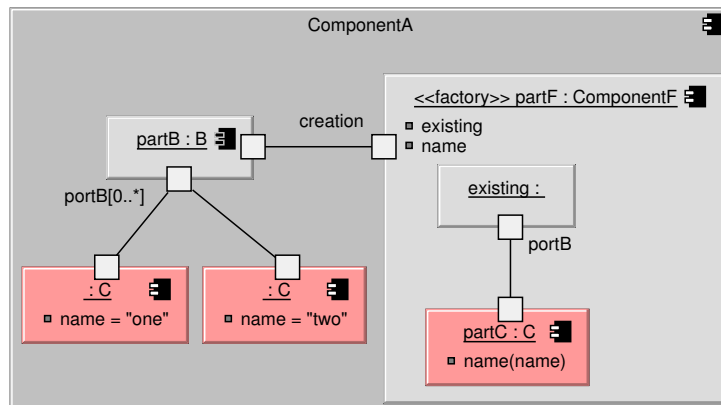 ComponentA
<<factory>> partF : ComponentF
creation
existing
name
partB : B
portB[0..*]
existing :
portB
: C
name = "one"
: C
name = "two"
partC : C
name(name)